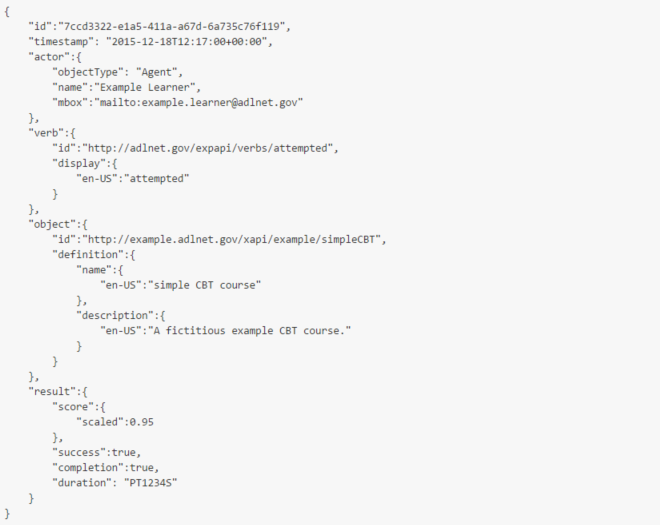 {
    "id":"7ccd3322-e1a5-411a-a67d-6a735c76f119",
    "timestamp": "2015-12-18T12:17:00+00:00",
    "actor":{
        "objectType": "Agent",
        "name":"Example Learner",
        "mbox":"mailto:example.learner@adlnet.gov"
    },
    "verb":{
        "id":"http://adlnet.gov/expapi/verbs/attempted",
        "display":{
            "en-US":"attempted"
        }
    },
    "object":{
        "id":"http://example.adlnet.gov/xapi/example/simpleCBT",
        "definition":{
            "name":{
                "en-US":"simple CBT course"
            },
            "description":{
                "en-US":"A fictitious example CBT course."
            }
        }
    },
    "result":{
        "score":{
            "scaled":0.95
        },
        "success":true,
        "completion":true,
        "duration": "PT1234S"
    }
}